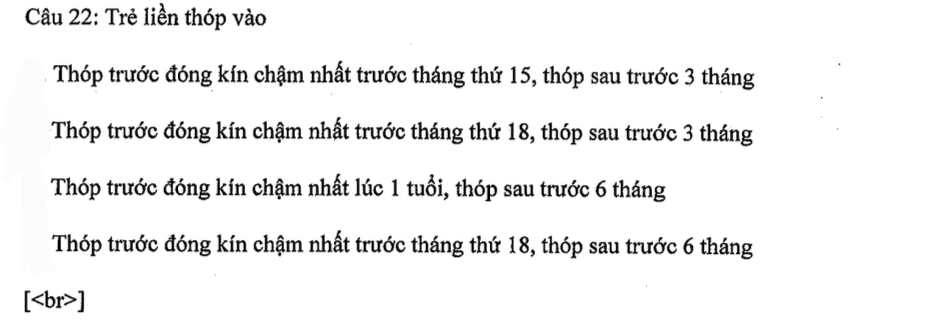 Câu 22: Trẻ liền thóp vào
Thóp trước đóng kín chậm nhất trước tháng thứ 15, thóp sau trước 3 tháng
Thóp trước đóng kín chậm nhất trước tháng thứ 18, thóp sau trước 3 tháng
Thóp trước đóng kín chậm nhất lúc 1 tuổi, thóp sau trước 6 tháng
Thóp trước đóng kín chậm nhất trước tháng thứ 18, thóp sau trước 6 tháng
[<br>]